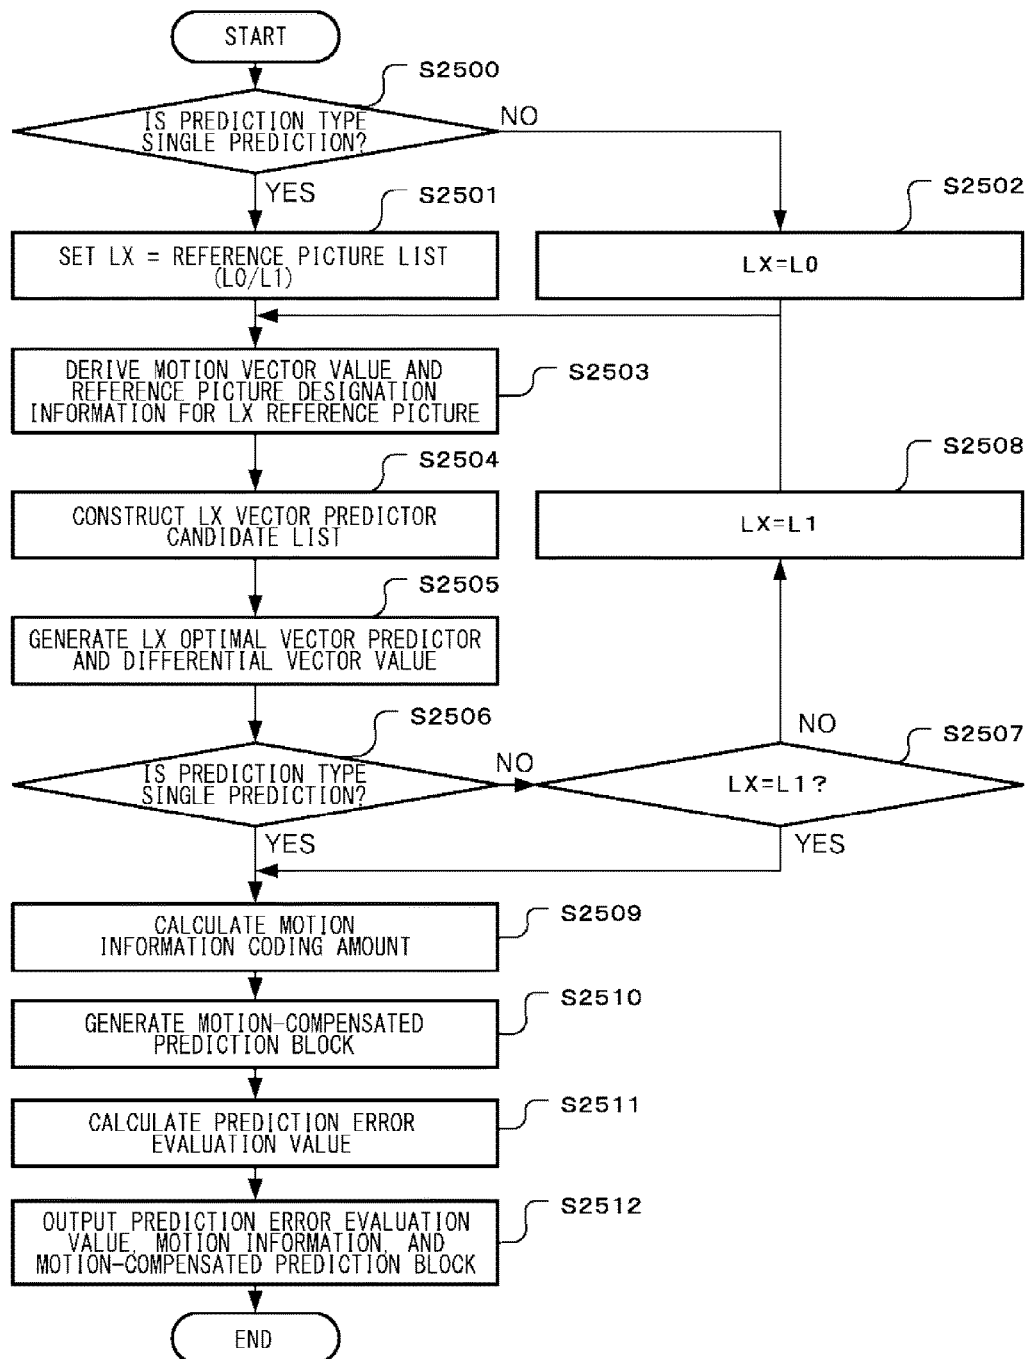 START
S2500
IS PREDICTION TYPE
SINGLE PREDICTION?
NO
YES
S2501
SET LX = REFERENCE PICTURE LIST
(L0/L1)
S2502
LX=L0
DERIVE MOTION VECTOR VALUE AND
REFERENCE PICTURE DESIGNATION
INFORMATION FOR LX REFERENCE PICTURE
S2503
S2504
CONSTRUCT LX VECTOR PREDICTOR
CANDIDATE LIST
S2508
LX=L1
S2505
GENERATE LX OPTIMAL VECTOR PREDICTOR
AND DIFFERENTIAL VECTOR VALUE
S2506
IS PREDICTION TYPE
SINGLE PREDICTION?
NO
YES
NO
S2507
LX=L1?
YES
CALCULATE MOTION
INFORMATION CODING AMOUNT
S2509
GENERATE MOTION-COMPENSATED
PREDICTION BLOCK
S2510
CALCULATE PREDICTION ERROR
EVALUATION VALUE
S2511
OUTPUT PREDICTION ERROR EVALUATION
VALUE, MOTION INFORMATION, AND
MOTION-COMPENSATED PREDICTION BLOCK
S2512
END